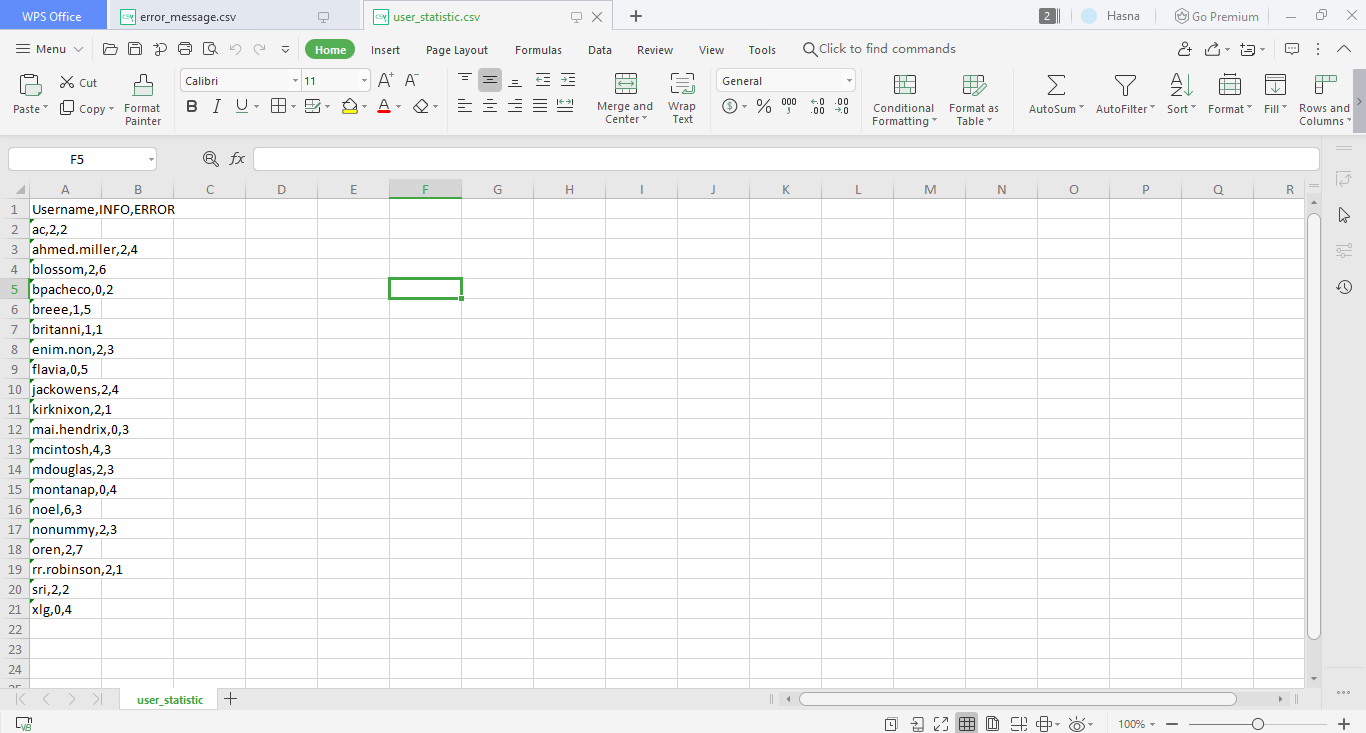 WPS Office error_message.csv user_statistic.csv 2 Hasna Go Premium
Menu Home Insert Page Layout Formulas Data Review View Tools Click to find commands
Paste Cut Copy Format Painter
Calibri 11
B I U A
Merge and Center Wrap Text
General
Conditional Formatting Format as Table AutoSum AutoFilter Sort Format Fill Rows and Columns
F5 fx
A B C D E F G H I J K L M N O P Q R
1 Username,INFO,ERROR
2 ac,2,2
3 ahmed.miller,2,4
4 blossom,2,6
5 bpacheco,0,2
6 breee,1,5
7 britanni,1,1
8 enim.non,2,3
9 flavia,0,5
10 jackowens,2,4
11 kirknixon,2,1
12 mai.hendrix,0,3
13 mcintosh,4,3
14 mdouglas,2,3
15 montanap,0,4
16 noel,6,3
17 nonummy,2,3
18 oren,2,7
19 rr.robinson,2,1
20 sri,2,2
21 xlg,0,4
22
23
24
user_statistic
100%